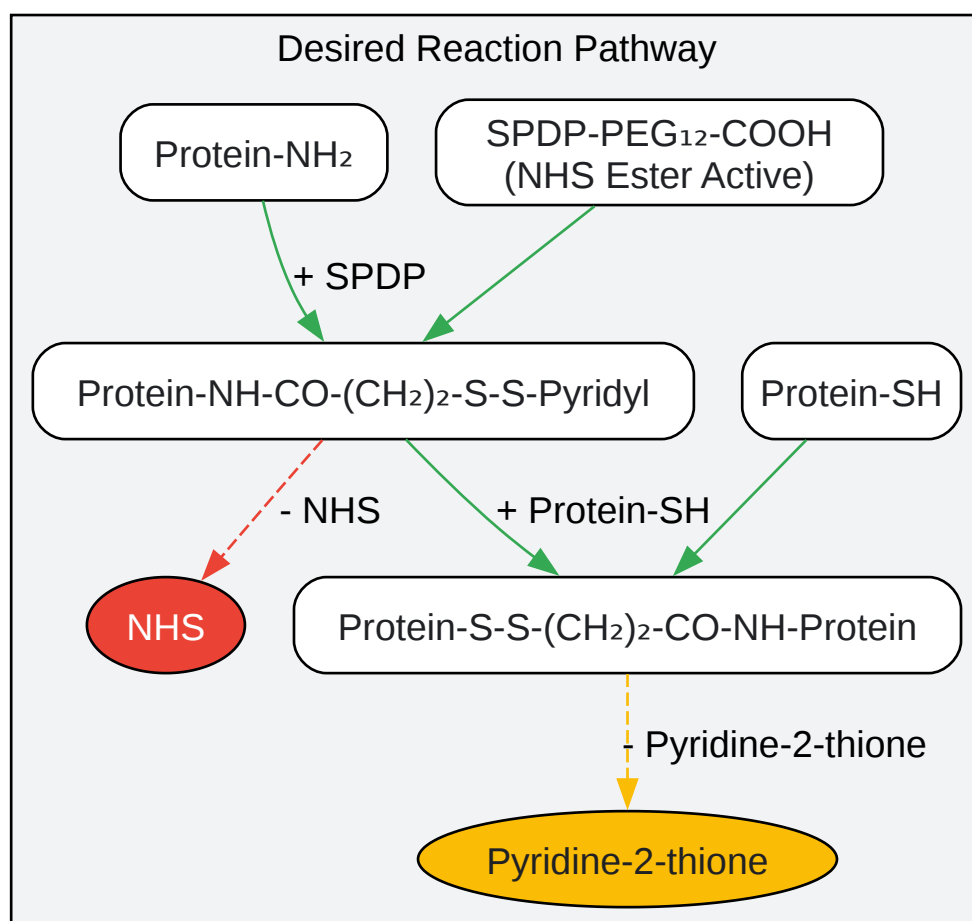 Desired Reaction Pathway
Protein-NH₂
SPDP-PEG₁₂-COOH
(NHS Ester Active)
+ SPDP
Protein-NH-CO-(CH₂)₂-S-S-Pyridyl
Protein-SH
- NHS
+ Protein-SH
NHS
Protein-S-S-(CH₂)₂-CO-NH-Protein
- Pyridine-2-thione
Pyridine-2-thione